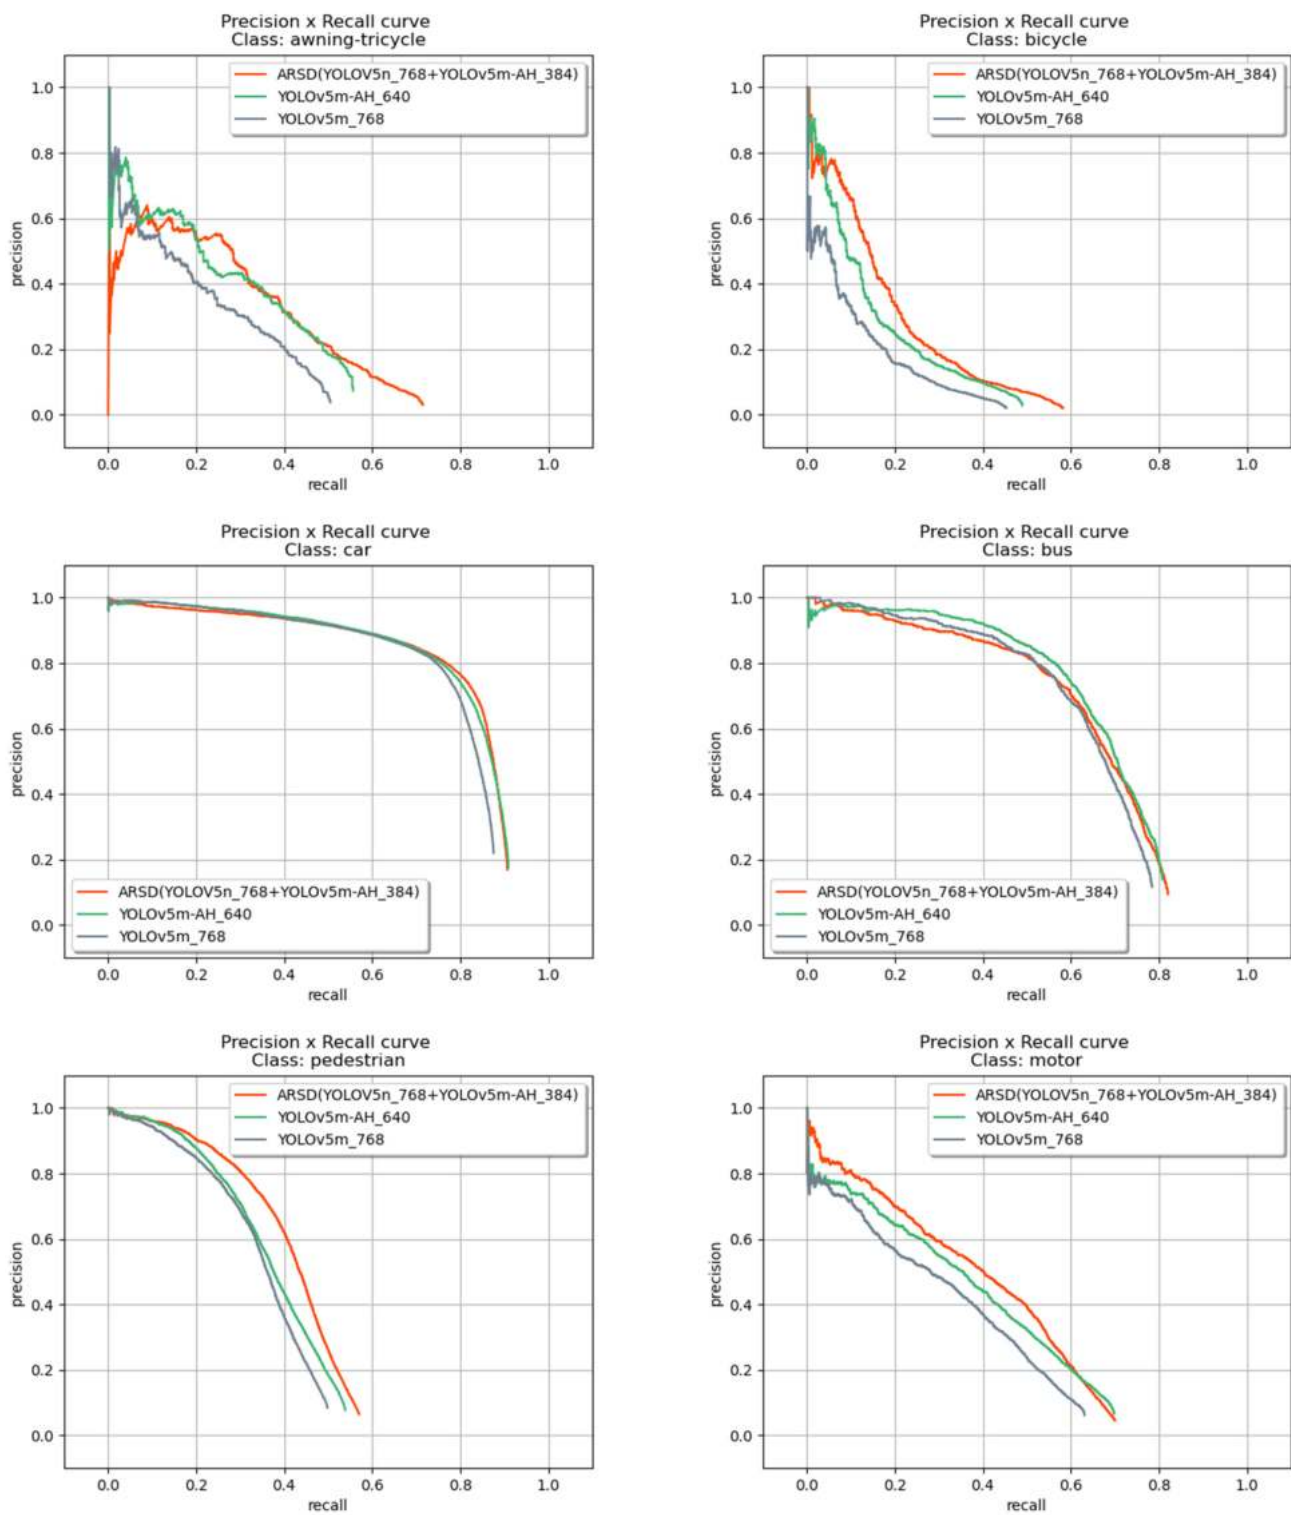 Precision x Recall curve
Class: awning-tricycle
ARSD(YOLOV5n_768+YOLOv5m-AH_384)
YOLOv5m-AH_640
YOLOv5m_768
1.0
0.8
0.6
0.4
0.2
0.0
precision
0.0 0.2 0.4 0.6 0.8 1.0
recall
Precision x Recall curve
Class: bicycle
ARSD(YOLOV5n_768+YOLOv5m-AH_384)
YOLOv5m-AH_640
YOLOv5m_768
1.0
0.8
0.6
0.4
0.2
0.0
precision
0.0 0.2 0.4 0.6 0.8 1.0
recall
Precision x Recall curve
Class: car
1.0
0.8
0.6
0.4
0.2
0.0
precision
ARSD(YOLOV5n_768+YOLOv5m-AH_384)
YOLOv5m-AH_640
YOLOv5m_768
0.0 0.2 0.4 0.6 0.8 1.0
recall
Precision x Recall curve
Class: bus
1.0
0.8
0.6
0.4
0.2
0.0
precision
ARSD(YOLOV5n_768+YOLOv5m-AH_384)
YOLOv5m-AH_640
YOLOv5m_768
0.0 0.2 0.4 0.6 0.8 1.0
recall
Precision x Recall curve
Class: pedestrian
ARSD(YOLOV5n_768+YOLOv5m-AH_384)
YOLOv5m-AH_640
YOLOv5m_768
1.0
0.8
0.6
0.4
0.2
0.0
precision
0.0 0.2 0.4 0.6 0.8 1.0
recall
Precision x Recall curve
Class: motor
ARSD(YOLOV5n_768+YOLOv5m-AH_384)
YOLOv5m-AH_640
YOLOv5m_768
1.0
0.8
0.6
0.4
0.2
0.0
precision
0.0 0.2 0.4 0.6 0.8 1.0
recall